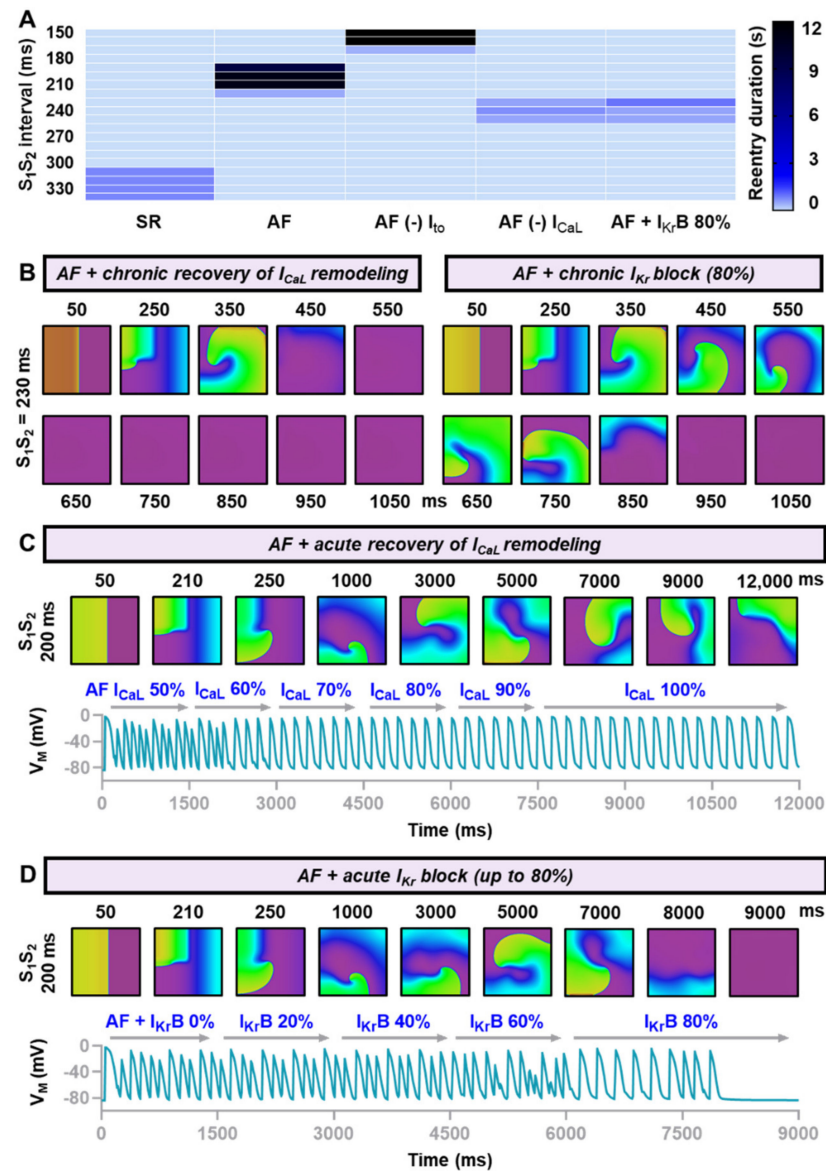 A
S₁S₂ interval (ms)
150
180
210
240
270
300
330
SR AF AF (-) Ito AF (-) ICaL AF + IKrB 80%
Reentry duration (s)
12
9
6
3
0
B
AF + chronic recovery of ICaL remodeling
AF + chronic IKr block (80%)
S₁S₂ = 230 ms
50 250 350 450 550
50 250 350 450 550
650 750 850 950 1050 ms
650 750 850 950 1050
C
AF + acute recovery of ICaL remodeling
50 210 250 1000 3000 5000 7000 9000 12,000 ms
S₁S₂
200 ms
AF ICaL 50% ICaL 60% ICaL 70% ICaL 80% ICaL 90% ICaL 100%
VM (mV)
0
-40
-80
0 1500 3000 4500 6000 7500 9000 10500 12000
Time (ms)
D
AF + acute IKr block (up to 80%)
50 210 250 1000 3000 5000 7000 8000 9000 ms
S₁S₂
200 ms
AF + IKrB 0% IKrB 20% IKrB 40% IKrB 60% IKrB 80%
VM (mV)
0
-40
-80
0 1500 3000 4500 6000 7500 9000
Time (ms)